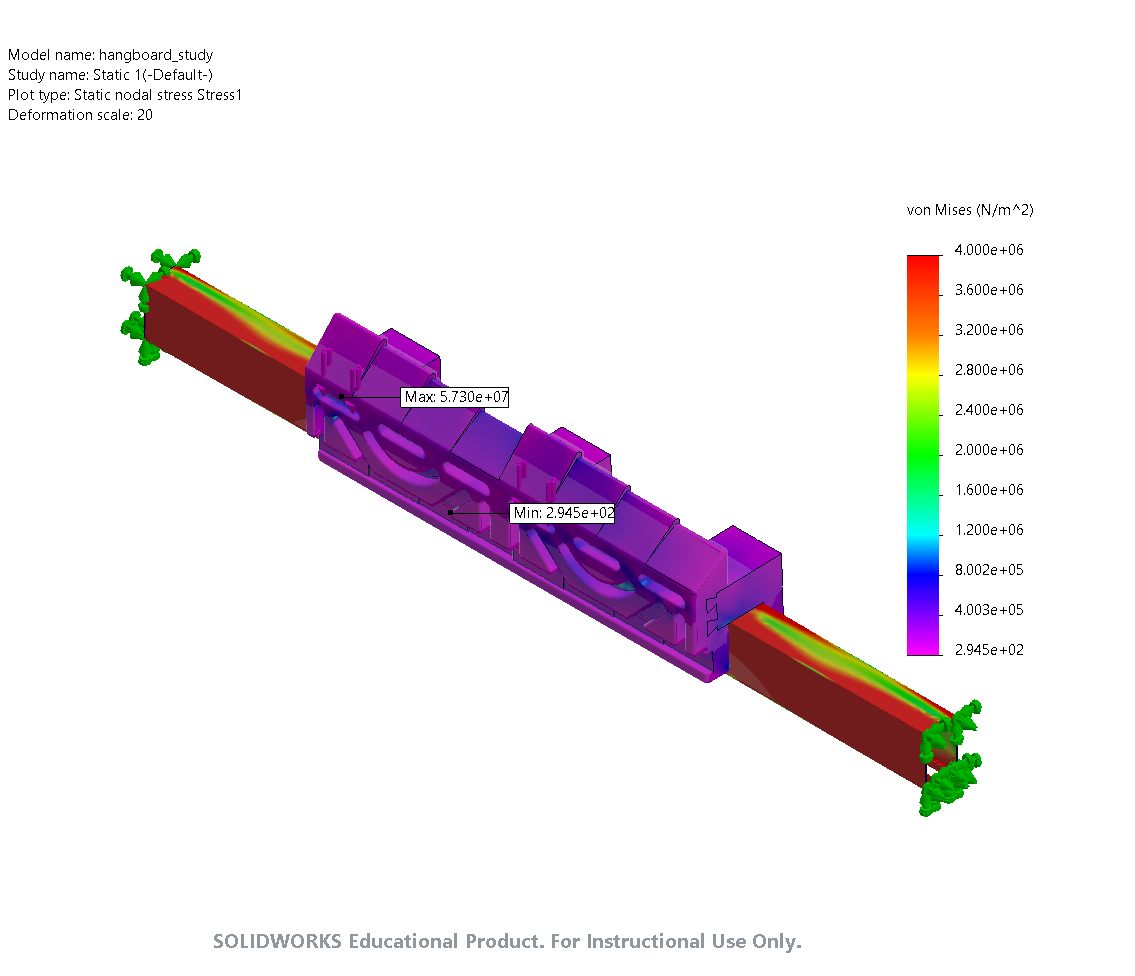 Model name: hangboard_study
Study name: Static 1(-Default-)
Plot type: Static nodal stress Stress1
Deformation scale: 20
von Mises (N/m^2)
4.000e+06
3.600e+06
3.200e+06
2.800e+06
2.400e+06
2.000e+06
1.600e+06
1.200e+06
8.002e+05
4.003e+05
2.945e+02
Max: 5.730e+07
Min: 2.945e+02
SOLIDWORKS Educational Product. For Instructional Use Only.